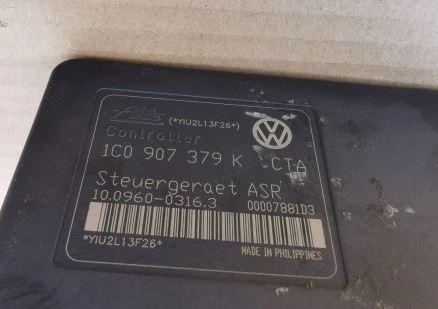 Ate (*YIU2L13F26*)
Controller
1C0 907 379 K CTA
Steuergeraet ASR
10.0960-0316.3 00007881D3
*YIU2L13F26*
MADE IN PHILIPPINES